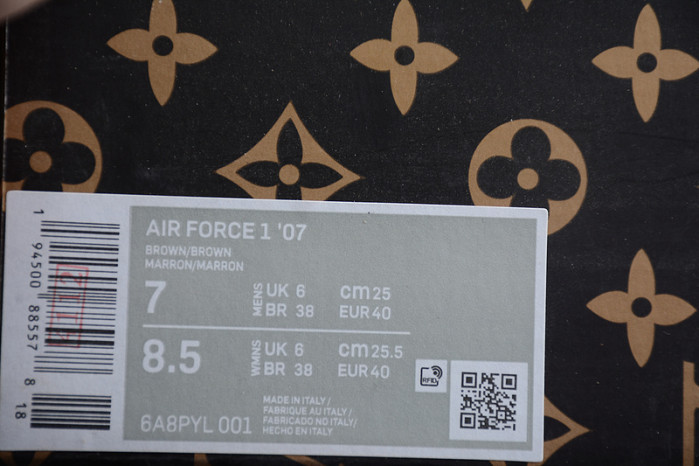 AIR FORCE 1 '07
BROWN/BROWN
MARRON/MARRON
7
MENS
UK 6
BR 38
cm 25
EUR 40
8.5
WMNS
UK 6
BR 38
cm 25.5
EUR 40
RFID
6A8PYL 001
MADE IN ITALY /
FABRIQUE AU ITALY /
FABRICADO NO ITALY/
HECHO EN ITALY
1 94500 88557 8
18